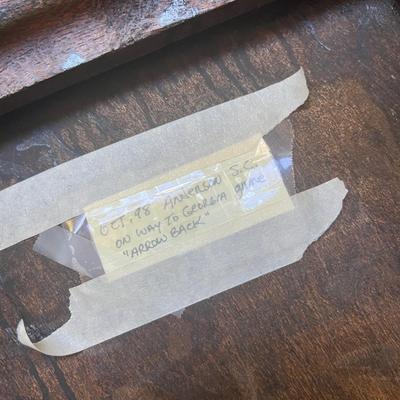 OCT, 98 ANDERSON S.C.
ON WAY TO GEORGIA game
"ARROW BACK"